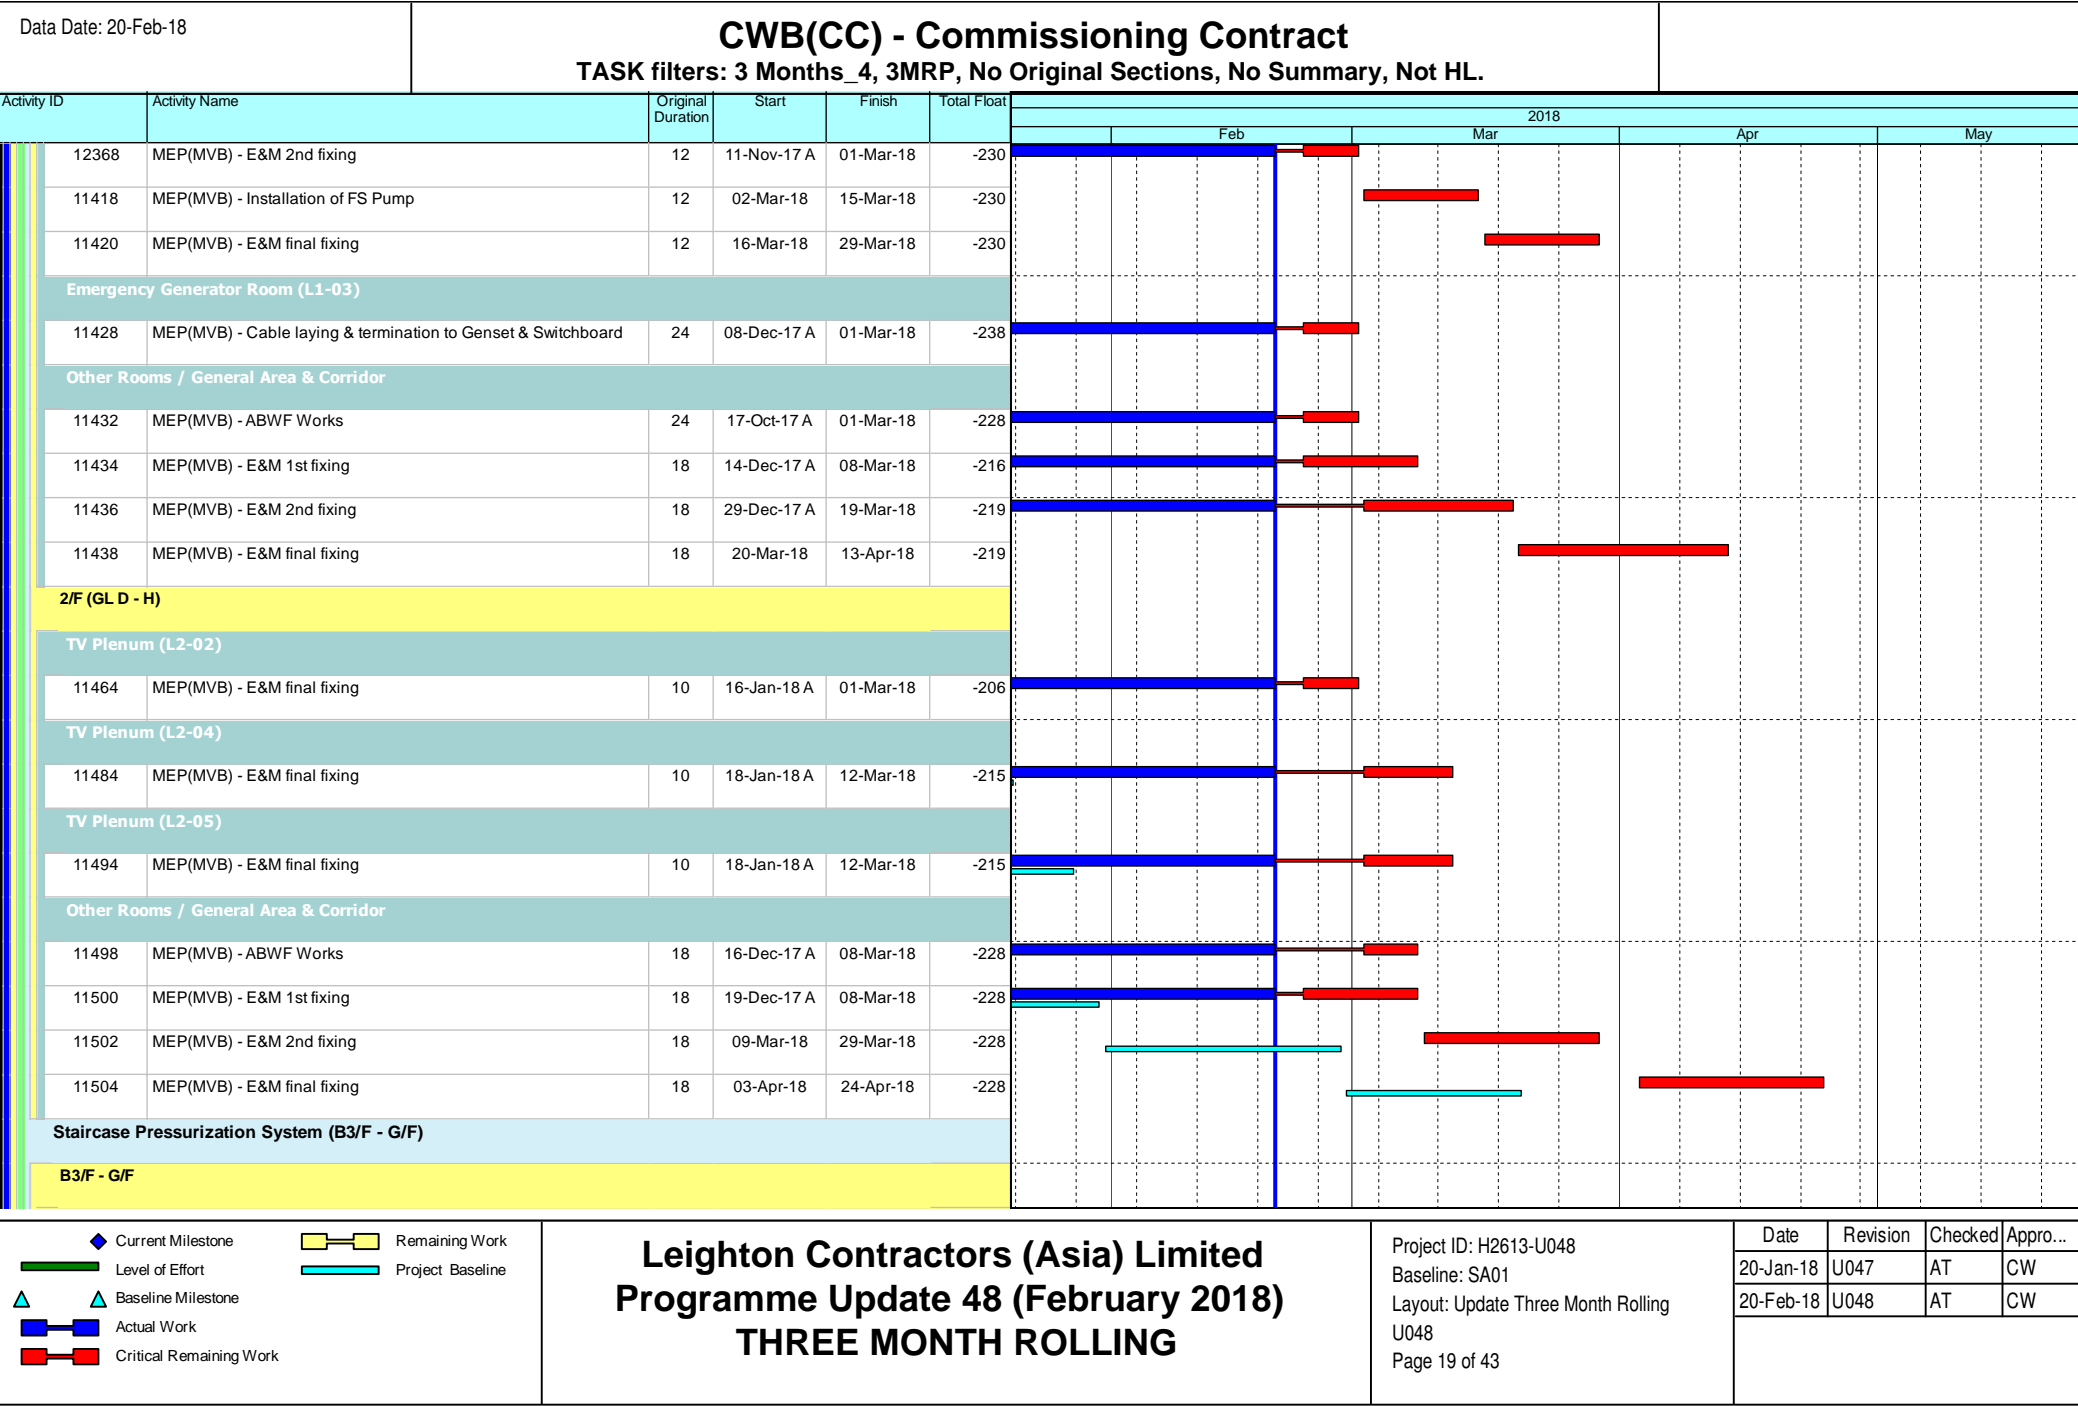 Data Date: 20-Feb-18
CWB(CC) - Commissioning Contract
TASK filters: 3 Months_4, 3MRP, No Original Sections, No Summary, Not HL.
Activity ID Activity Name Original Duration Start Finish Total Float
2018
Feb Mar Apr May
12368 MEP(MVB) - E&M 2nd fixing 12 11-Nov-17 A 01-Mar-18 -230
11418 MEP(MVB) - Installation of FS Pump 12 02-Mar-18 15-Mar-18 -230
11420 MEP(MVB) - E&M final fixing 12 16-Mar-18 29-Mar-18 -230
Emergency Generator Room (L1-03)
11428 MEP(MVB) - Cable laying & termination to Genset & Switchboard 24 08-Dec-17 A 01-Mar-18 -238
Other Rooms / General Area & Corridor
11432 MEP(MVB) - ABWF Works 24 17-Oct-17 A 01-Mar-18 -228
11434 MEP(MVB) - E&M 1st fixing 18 14-Dec-17 A 08-Mar-18 -216
11436 MEP(MVB) - E&M 2nd fixing 18 29-Dec-17 A 19-Mar-18 -219
11438 MEP(MVB) - E&M final fixing 18 20-Mar-18 13-Apr-18 -219
2/F (GL D - H)
TV Plenum (L2-02)
11464 MEP(MVB) - E&M final fixing 10 16-Jan-18 A 01-Mar-18 -206
TV Plenum (L2-04)
11484 MEP(MVB) - E&M final fixing 10 18-Jan-18 A 12-Mar-18 -215
TV Plenum (L2-05)
11494 MEP(MVB) - E&M final fixing 10 18-Jan-18 A 12-Mar-18 -215
Other Rooms / General Area & Corridor
11498 MEP(MVB) - ABWF Works 18 16-Dec-17 A 08-Mar-18 -228
11500 MEP(MVB) - E&M 1st fixing 18 19-Dec-17 A 08-Mar-18 -228
11502 MEP(MVB) - E&M 2nd fixing 18 09-Mar-18 29-Mar-18 -228
11504 MEP(MVB) - E&M final fixing 18 03-Apr-18 24-Apr-18 -228
Staircase Pressurization System (B3/F - G/F)
B3/F - G/F
Current Milestone Remaining Work
Level of Effort Project Baseline
Baseline Milestone
Actual Work
Critical Remaining Work
Leighton Contractors (Asia) Limited
Programme Update 48 (February 2018)
THREE MONTH ROLLING
Project ID: H2613-U048
Baseline: SA01
Layout: Update Three Month Rolling
U048
Page 19 of 43
Date Revision Checked Appro...
20-Jan-18 U047 AT CW
20-Feb-18 U048 AT CW